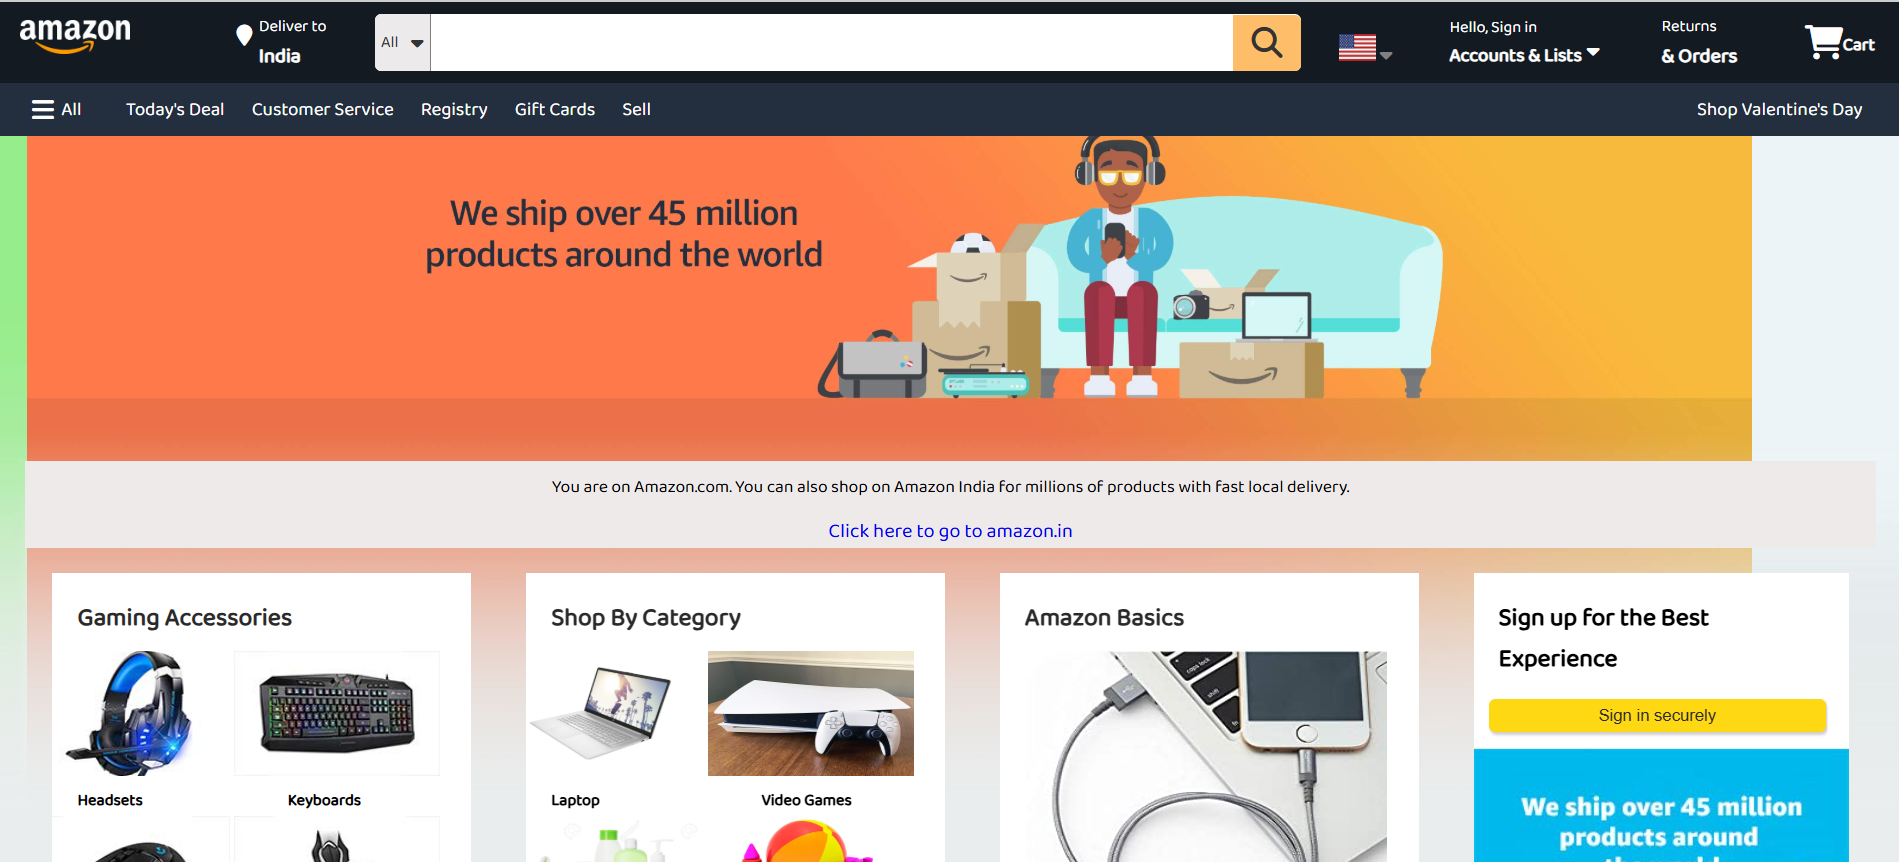 amazon
Deliver to
India
All
Hello, Sign in
Accounts & Lists
Returns
& Orders
Cart
All
Today's Deal
Customer Service
Registry
Gift Cards
Sell
Shop Valentine's Day
We ship over 45 million
products around the world
You are on Amazon.com. You can also shop on Amazon India for millions of products with fast local delivery.
Click here to go to amazon.in
Gaming Accessories
Headsets
Keyboards
Shop By Category
Laptop
Video Games
Amazon Basics
caps lock
shift
Sign up for the Best
Experience
Sign in securely
We ship over 45 million
products around